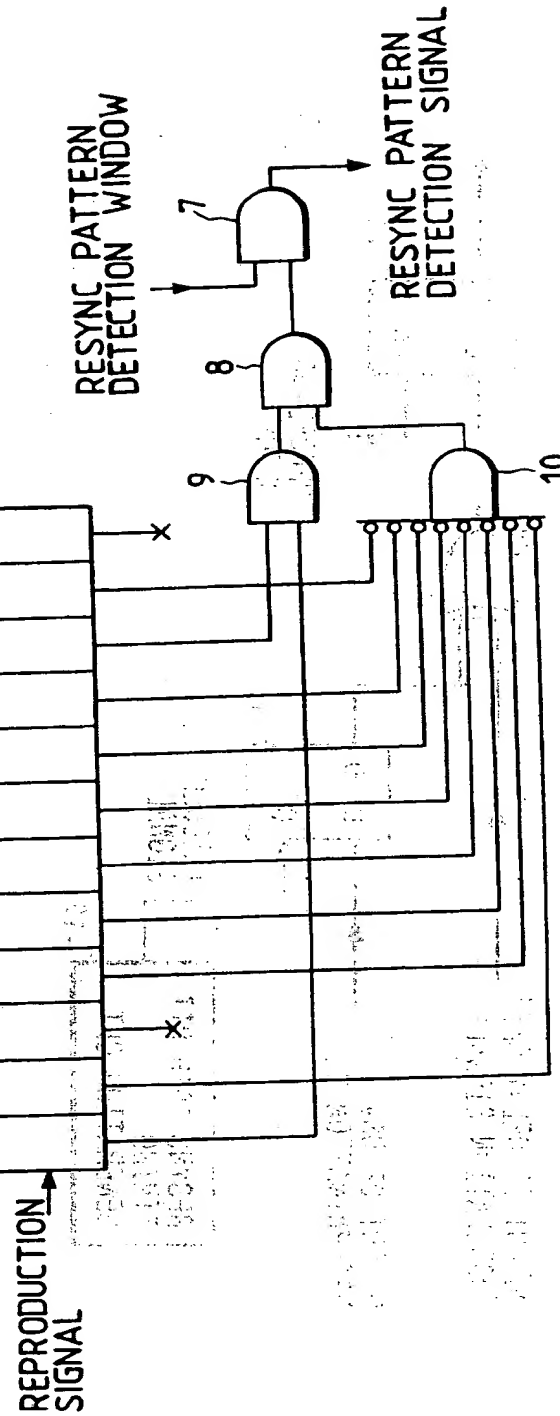 REPRODUCTION
SIGNAL
RESYNC PATTERN
DETECTION WINDOW
7
8
9
10
RESYNC PATTERN
DETECTION SIGNAL